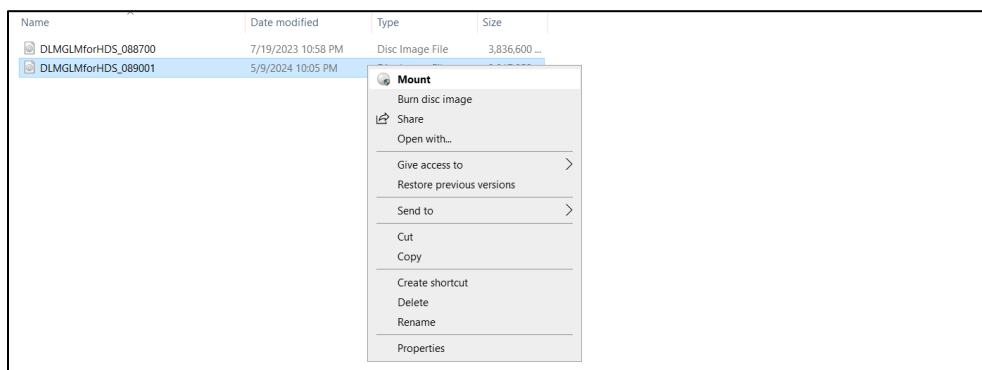 Name Date modified Type Size
DLMGLMforHDS_088700 7/19/2023 10:58 PM Disc Image File 3,836,600 ...
DLMGLMforHDS_089001 5/9/2024 10:05 PM
Mount
Burn disc image
Share
Open with...
Give access to
Restore previous versions
Send to
Cut
Copy
Create shortcut
Delete
Rename
Properties